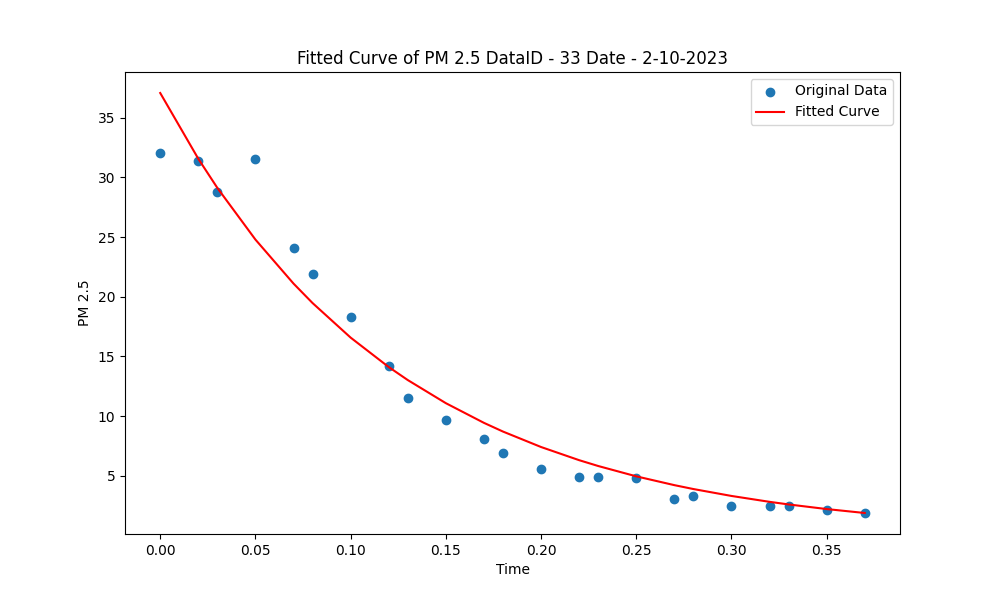 Fitted Curve of PM 2.5 DataID - 33 Date - 2-10-2023
Original Data
Fitted Curve
PM 2.5
35
30
25
20
15
10
5
0.00 0.05 0.10 0.15 0.20 0.25 0.30 0.35
Time